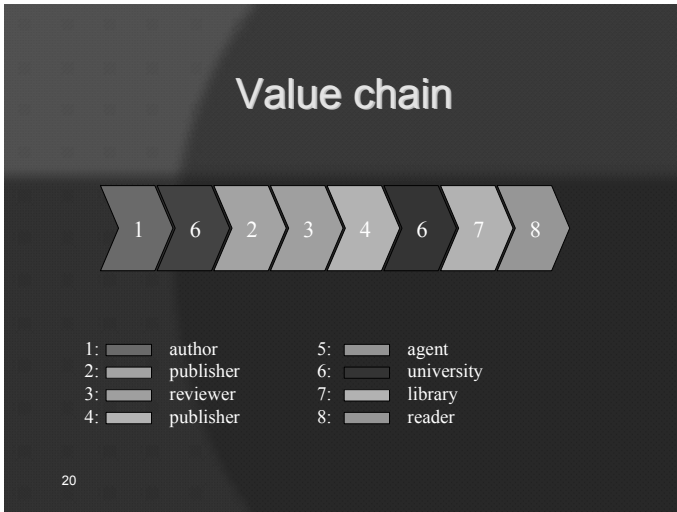 Value chain
1 6 2 3 4 6 7 8
1: author 5: agent
2: publisher 6: university
3: reviewer 7: library
4: publisher 8: reader
20